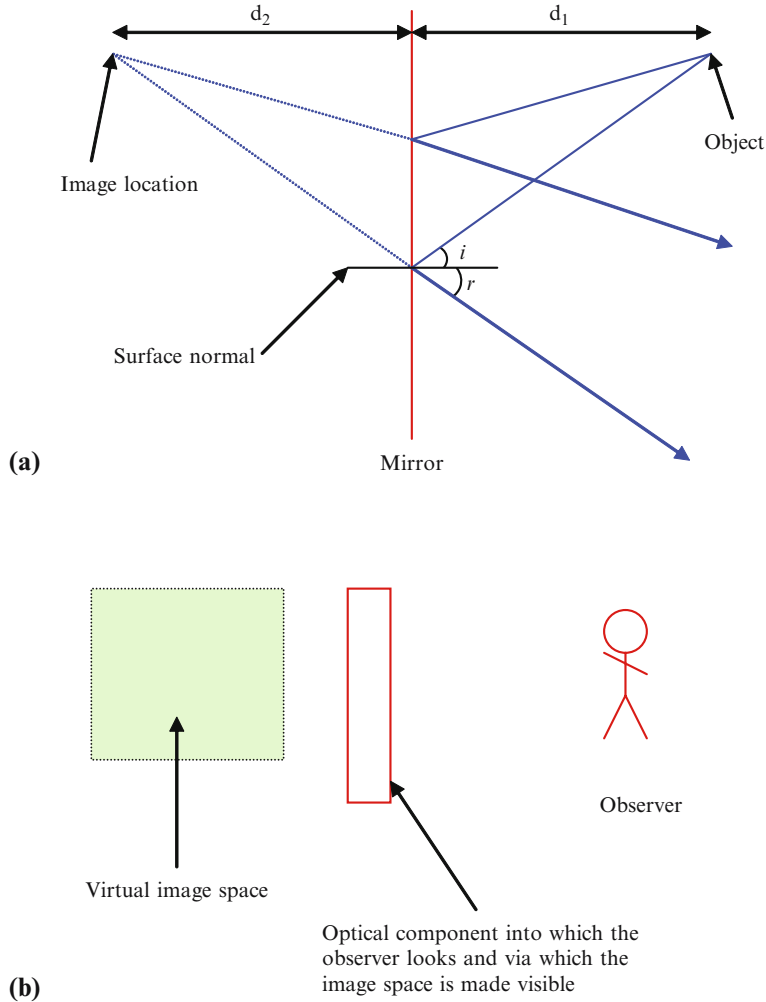 d₂
d₁
Object
Image location
i
r
Surface normal
Mirror
(a)
Observer
Virtual image space
Optical component into which the
observer looks and via which the
image space is made visible
(b)